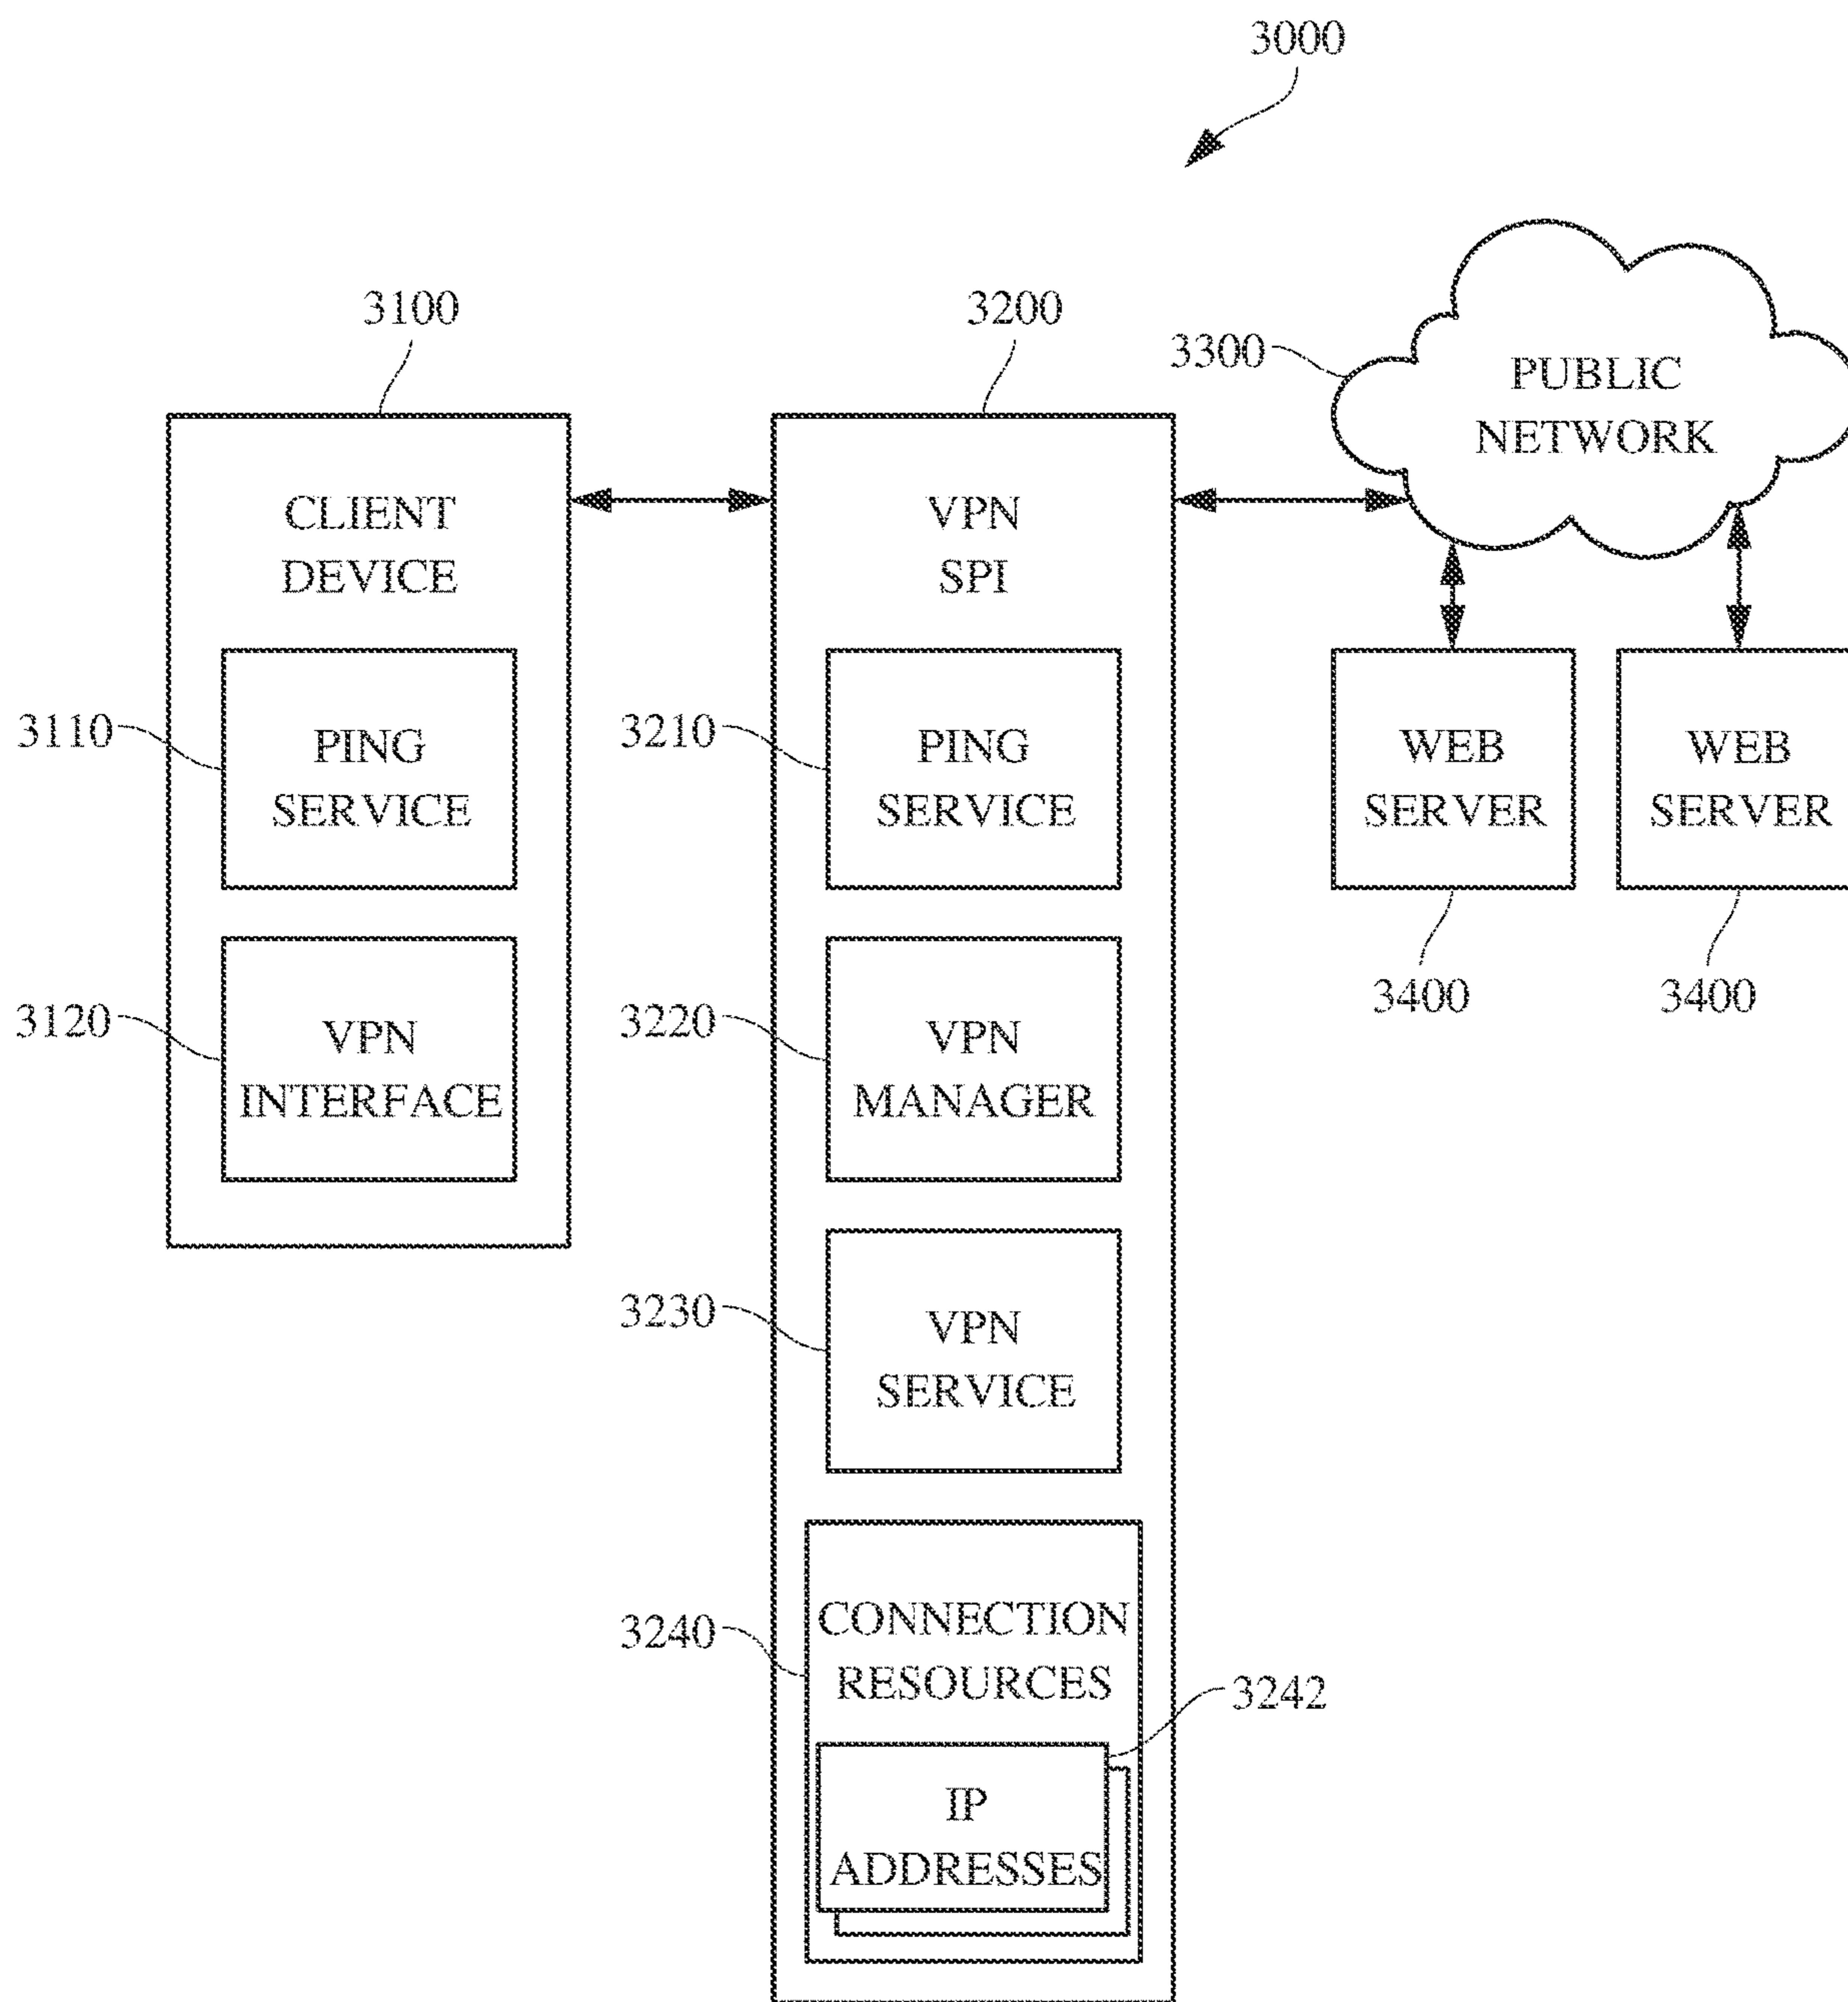 3000
3100
3200
3300
PUBLIC
NETWORK
CLIENT
DEVICE
VPN
SPI
3110
PING
SERVICE
3210
PING
SERVICE
WEB
SERVER
WEB
SERVER
3120
VPN
INTERFACE
3220
VPN
MANAGER
3400
3400
3230
VPN
SERVICE
3240
CONNECTION
RESOURCES
3242
IP
ADDRESSES